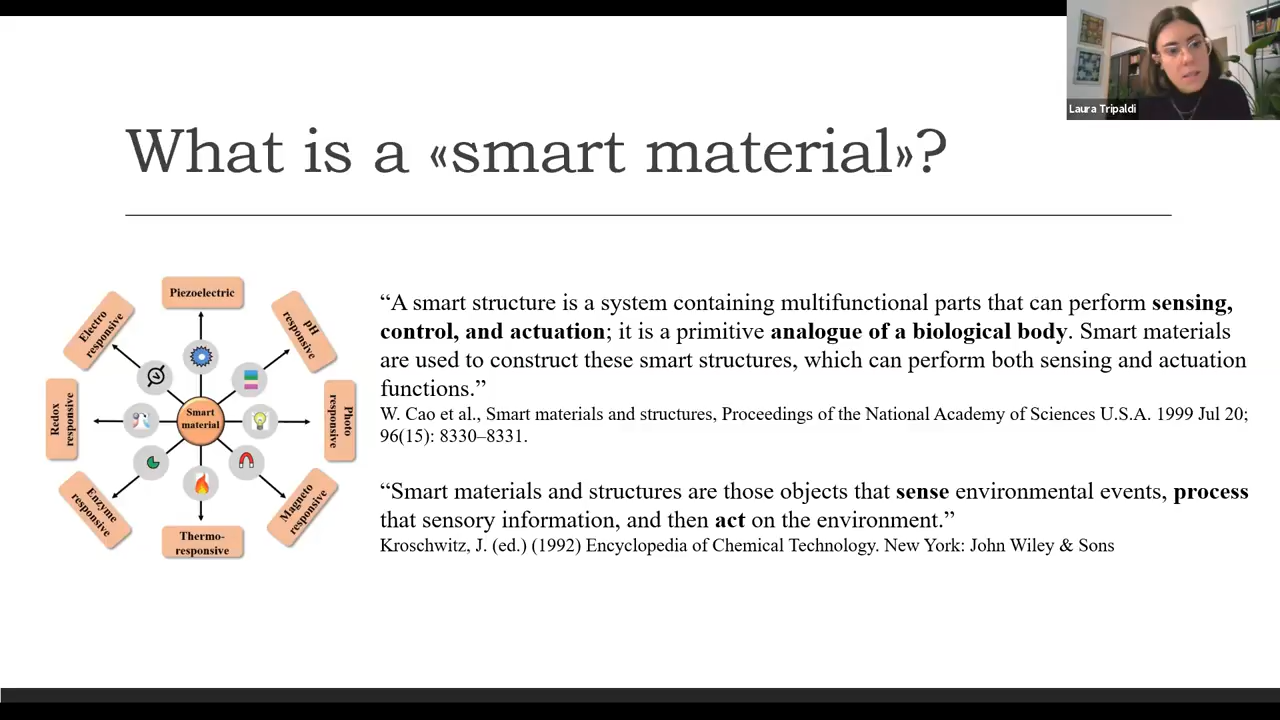 Laura Tripaldi
What is a «smart material»?
Piezoelectric
Electro
responsive
pH
responsive
Redox
responsive
Smart
material
Photo
responsive
Enzyme
responsive
Magneto
responsive
Thermo-
responsive
“A smart structure is a system containing multifunctional parts that can perform sensing,
control, and actuation; it is a primitive analogue of a biological body. Smart materials
are used to construct these smart structures, which can perform both sensing and actuation
functions.”
W. Cao et al., Smart materials and structures, Proceedings of the National Academy of Sciences U.S.A. 1999 Jul 20;
96(15): 8330–8331.
“Smart materials and structures are those objects that sense environmental events, process
that sensory information, and then act on the environment.”
Kroschwitz, J. (ed.) (1992) Encyclopedia of Chemical Technology. New York: John Wiley & Sons